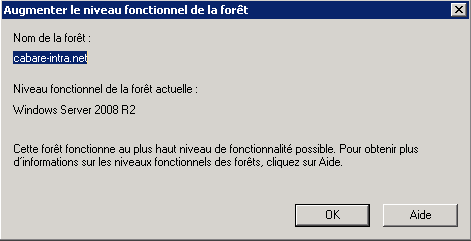 Augmenter le niveau fonctionnel de la forêt
Nom de la forêt :
cabare-intra.net
Niveau fonctionnel de la forêt actuelle :
Windows Server 2008 R2
Cette forêt fonctionne au plus haut niveau de fonctionnalité possible. Pour obtenir plus
d'informations sur les niveaux fonctionnels des forêts, cliquez sur Aide.
OK
Aide